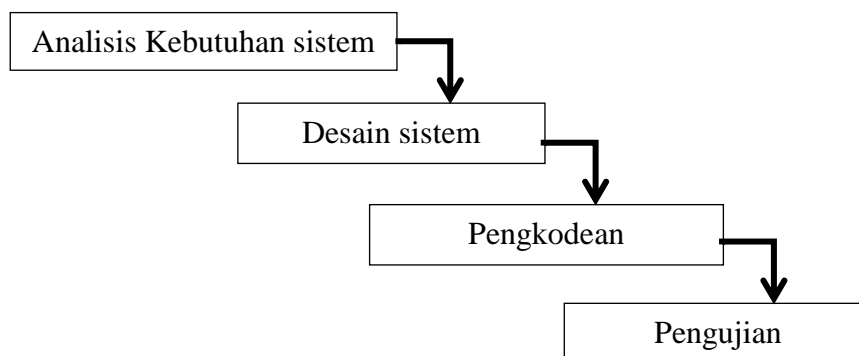 Analisis Kebutuhan sistem
Desain sistem
Pengkodean
Pengujian